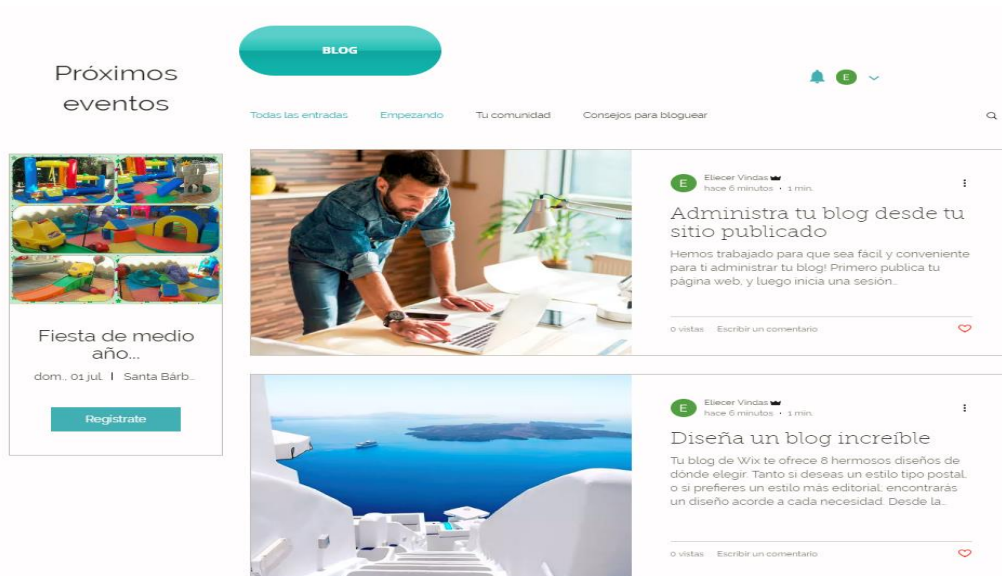 Próximos
eventos
Fiesta de medio
año...
dom., 01 jul. | Santa Bárb...
Regístrate
BLOG
E
Todas las entradas Empezando Tu comunidad Consejos para bloguear
E
Eliecer Vindas
hace 6 minutos • 1 min.
Administra tu blog desde tu
sitio publicado
Hemos trabajado para que sea fácil y conveniente
para ti administrar tu blog! Primero publica tu
página web, y luego inicia una sesión...
0 vistas Escribir un comentario
E
Eliecer Vindas
hace 6 minutos • 1 min.
Diseña un blog increíble
Tu blog de Wix te ofrece 8 hermosos diseños de
dónde elegir. Tanto si deseas un estilo tipo postal,
o si prefieres un estilo más editorial, encontrarás
un diseño acorde a cada necesidad. Desde la...
0 vistas Escribir un comentario